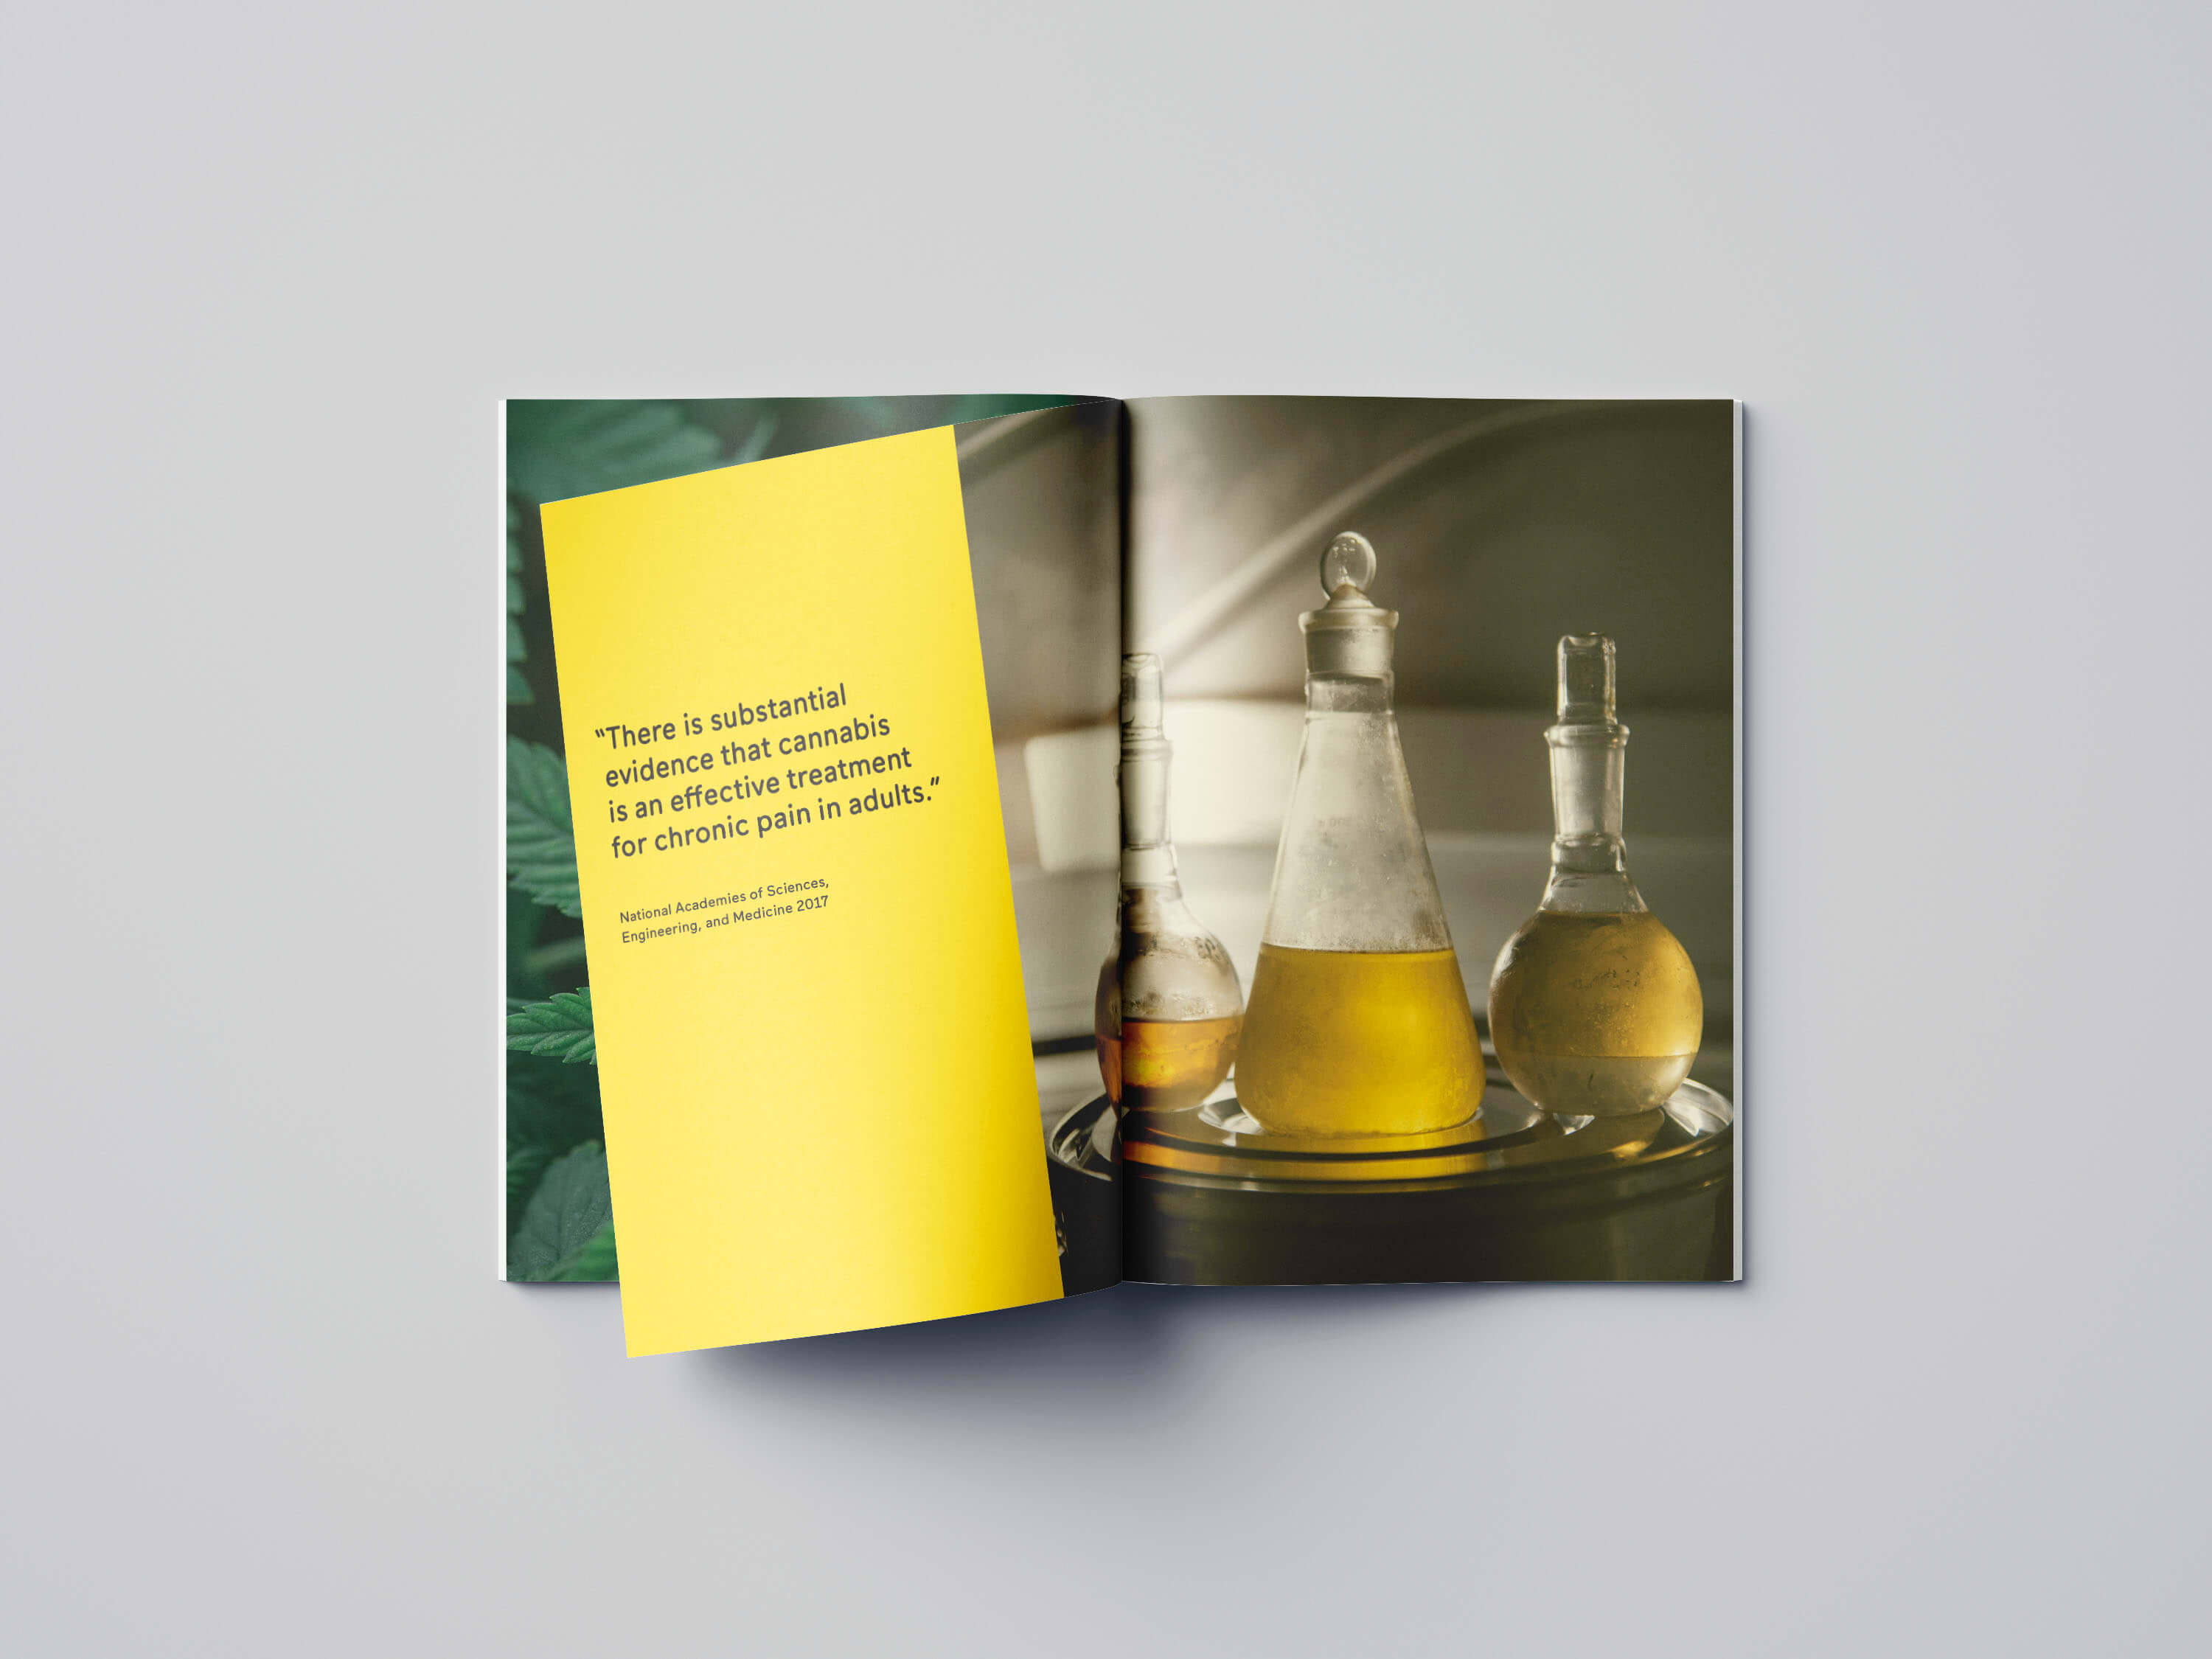 “There is substantial
evidence that cannabis
is an effective treatment
for chronic pain in adults.”
National Academies of Sciences,
Engineering, and Medicine 2017